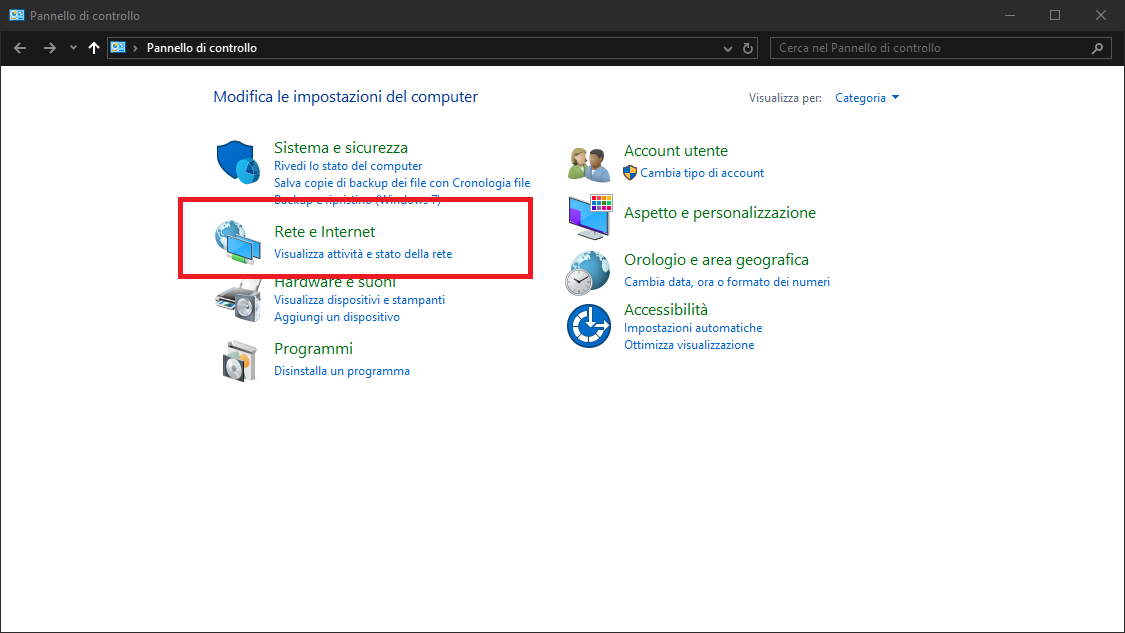 Pannello di controllo
Pannello di controllo
Cerca nel Pannello di controllo
Modifica le impostazioni del computer
Visualizza per: Categoria
Sistema e sicurezza
Rivedi lo stato del computer
Salva copie di backup dei file con Cronologia file
Backup e ripristino (Windows 7)
Rete e Internet
Visualizza attività e stato della rete
Hardware e suoni
Visualizza dispositivi e stampanti
Aggiungi un dispositivo
Programmi
Disinstalla un programma
Account utente
Cambia tipo di account
Aspetto e personalizzazione
Orologio e area geografica
Cambia data, ora o formato dei numeri
Accessibilità
Impostazioni automatiche
Ottimizza visualizzazione